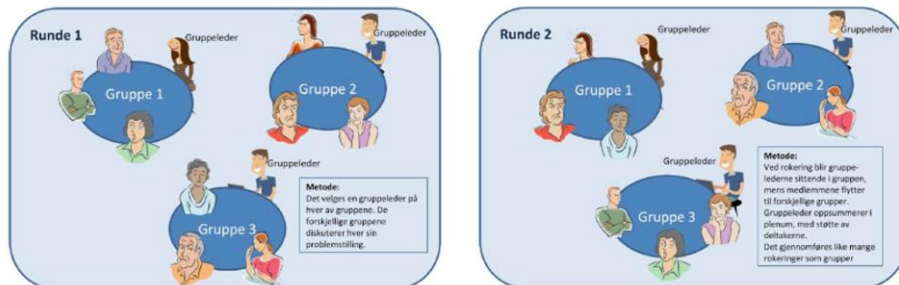 Runde 1
Gruppeleder
Gruppeleder
Gruppe 1
Gruppe 2
Gruppeleder
Gruppe 3
Metode:
Det velges en gruppeleder på
hver av gruppene. De
forskjellige gruppene
diskuterer hver sin
problemstilling.
Runde 2
Gruppeleder
Gruppeleder
Gruppe 1
Gruppe 2
Gruppeleder
Gruppe 3
Metode:
Ved rokering blir gruppe-
lederne sittende i gruppen,
mens medlemmene flytter
til forskjellige grupper.
Gruppeleder oppsummerer i
plenum, med støtte av
deltakerne.
Det gjennomføres like mange
rokeringer som grupper